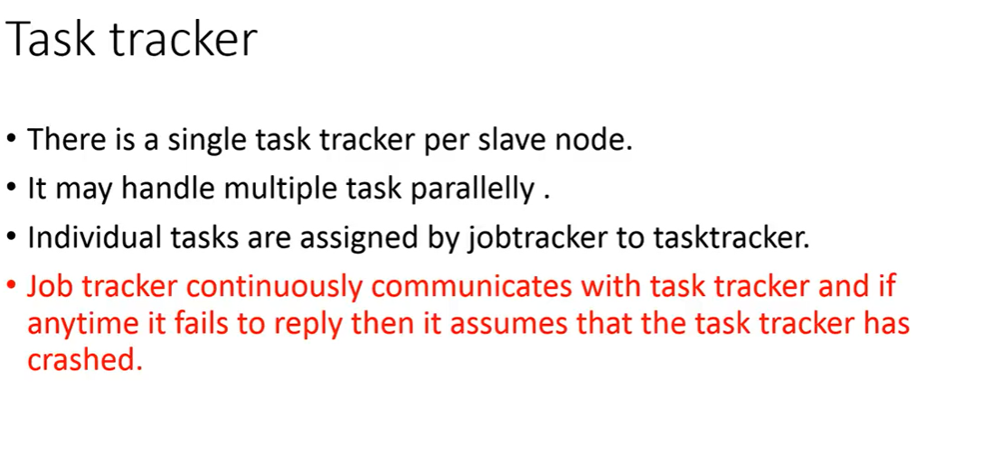 Task tracker
• There is a single task tracker per slave node.
• It may handle multiple task parallelly .
• Individual tasks are assigned by jobtracker to tasktracker.
• Job tracker continuously communicates with task tracker and if
anytime it fails to reply then it assumes that the task tracker has
crashed.